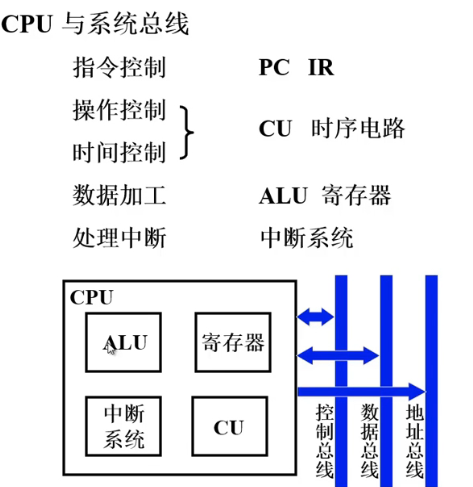 CPU 与系统总线
指令控制 PC IR
操作控制
时间控制
CU 时序电路
数据加工 ALU 寄存器
处理中断 中断系统
CPU
ALU
寄存器
中断
系统
CU
控制总线
数据总线
地址总线